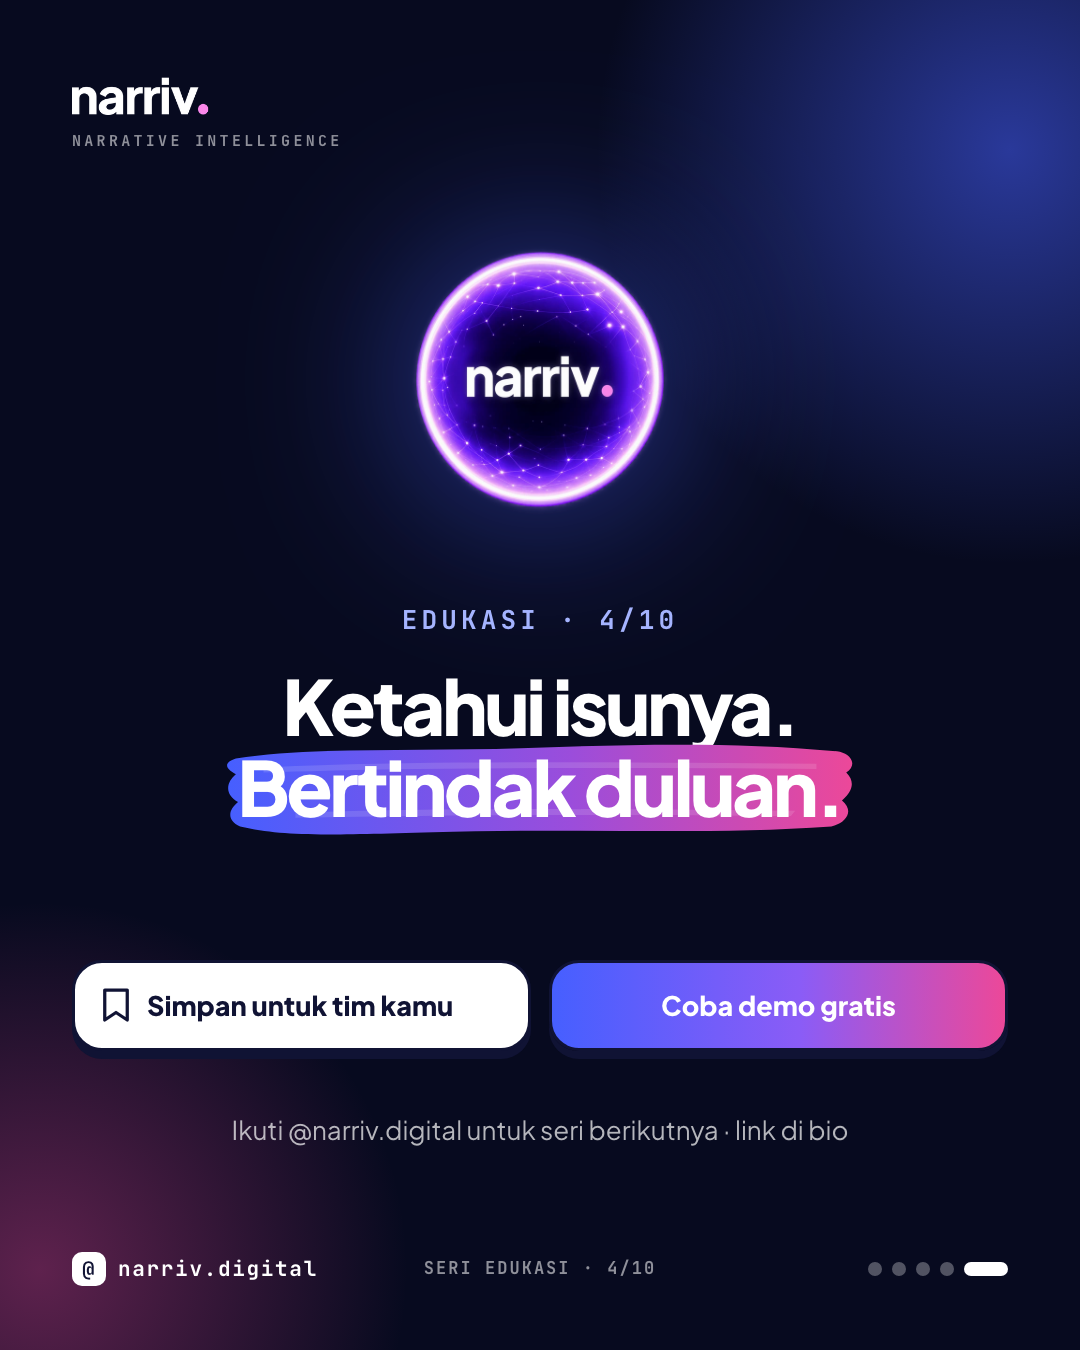 narriv.
NARRATIVE INTELLIGENCE
narriv.
EDUKASI · 4/10
Ketahui isunya.
Bertindak duluan.
Simpan untuk tim kamu
Coba demo gratis
Ikuti @narriv.digital untuk seri berikutnya · link di bio
@ narriv.digital
SERI EDUKASI · 4/10